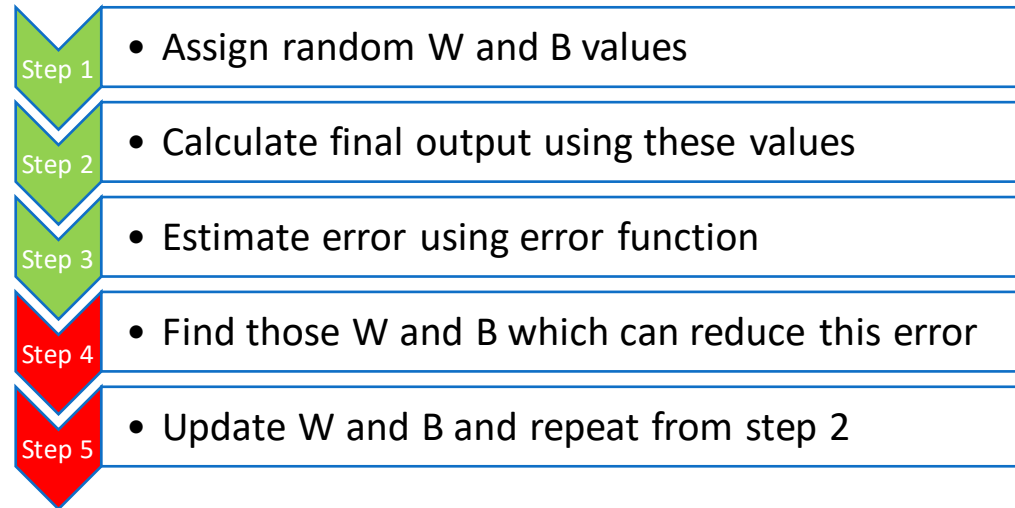 Step 1
• Assign random W and B values
Step 2
• Calculate final output using these values
Step 3
• Estimate error using error function
Step 4
• Find those W and B which can reduce this error
Step 5
• Update W and B and repeat from step 2